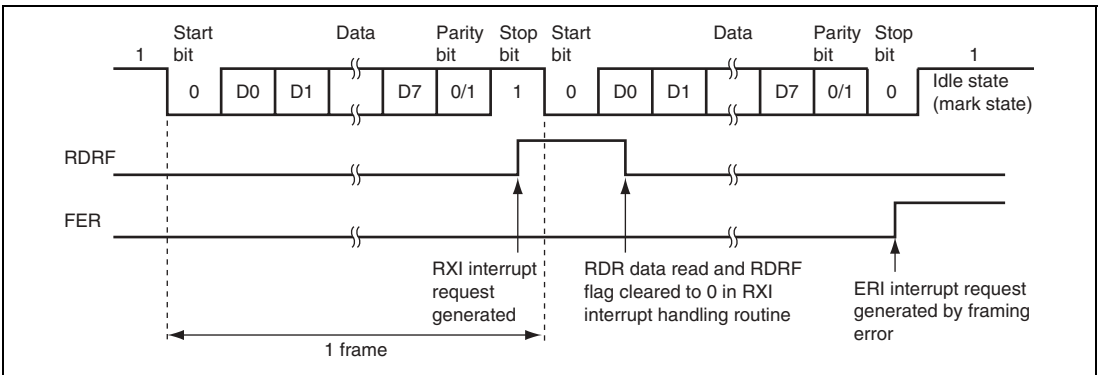 Start bit
Data
Parity bit
Stop bit
Start bit
Data
Parity bit
Stop bit
1
0
D0
D1
D7
0/1
1
0
D0
D1
D7
0/1
0
1
Idle state
(mark state)
RDRF
FER
RXI interrupt
request
generated
RDR data read and RDRF
flag cleared to 0 in RXI
interrupt handling routine
ERI interrupt request
generated by framing
error
1 frame